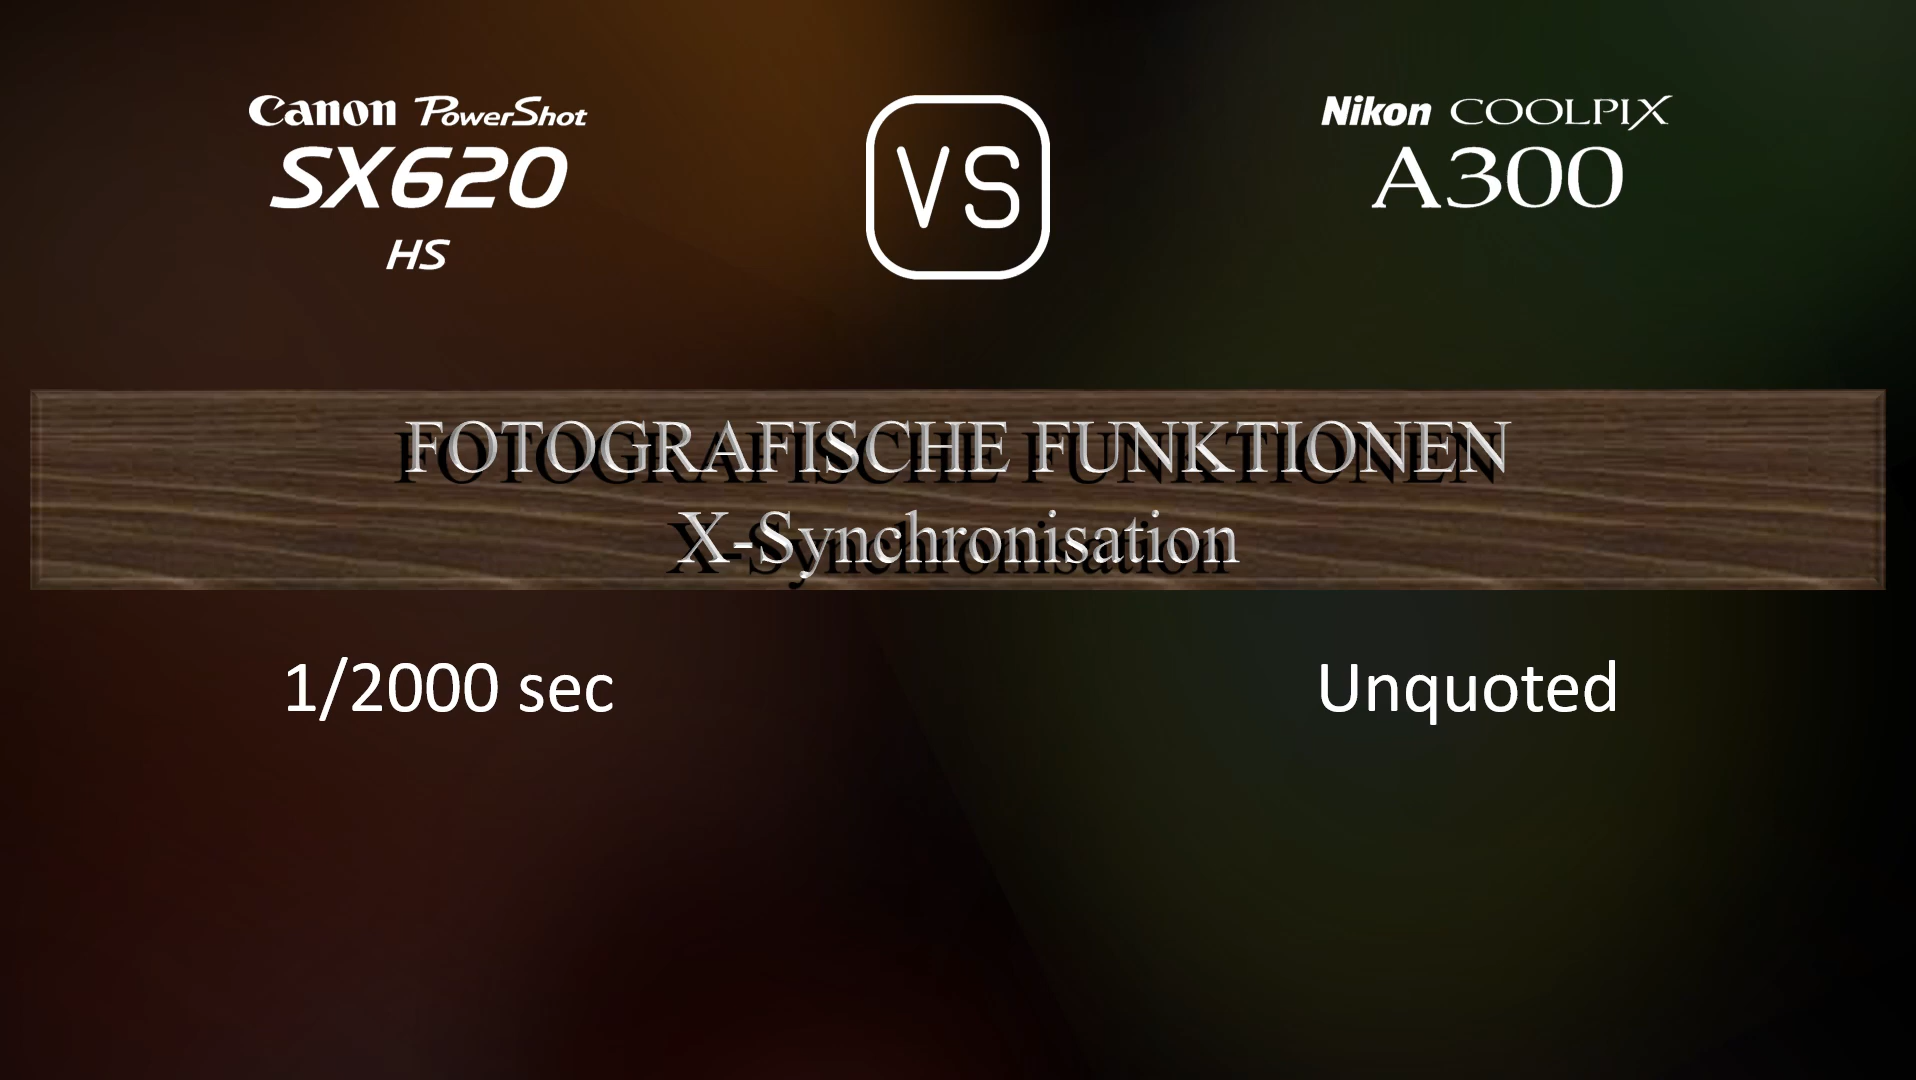 Canon PowerShot
SX620
HS
VS
Nikon COOLPIX
A300
FOTOGRAFISCHE FUNKTIONEN
X-Synchronisation
1/2000 sec
Unquoted